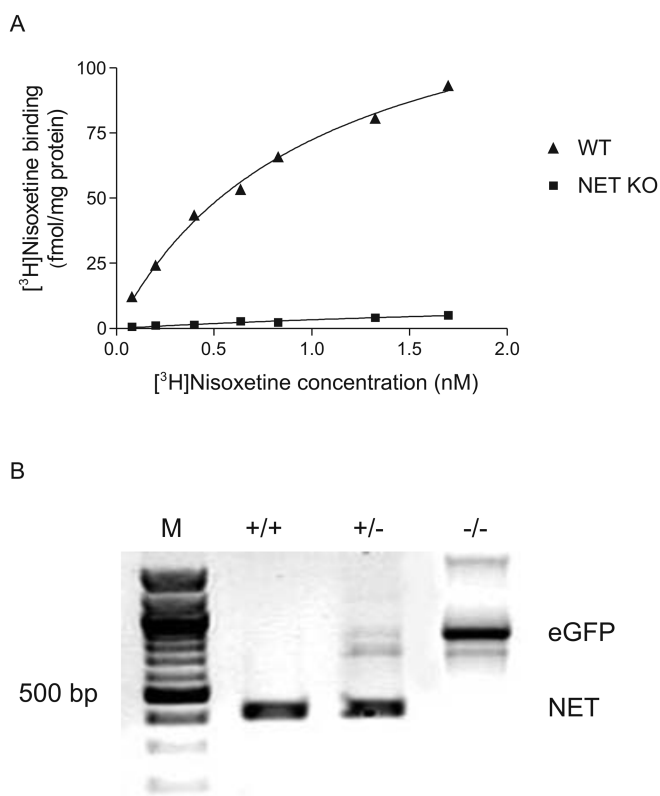 A
[³H]Nisoxetine binding
(fmol/mg protein)
100
75
50
25
0
0.0 0.5 1.0 1.5 2.0
[³H]Nisoxetine concentration (nM)
WT
NET KO
B
M +/+ +/- -/-
eGFP
500 bp
NET